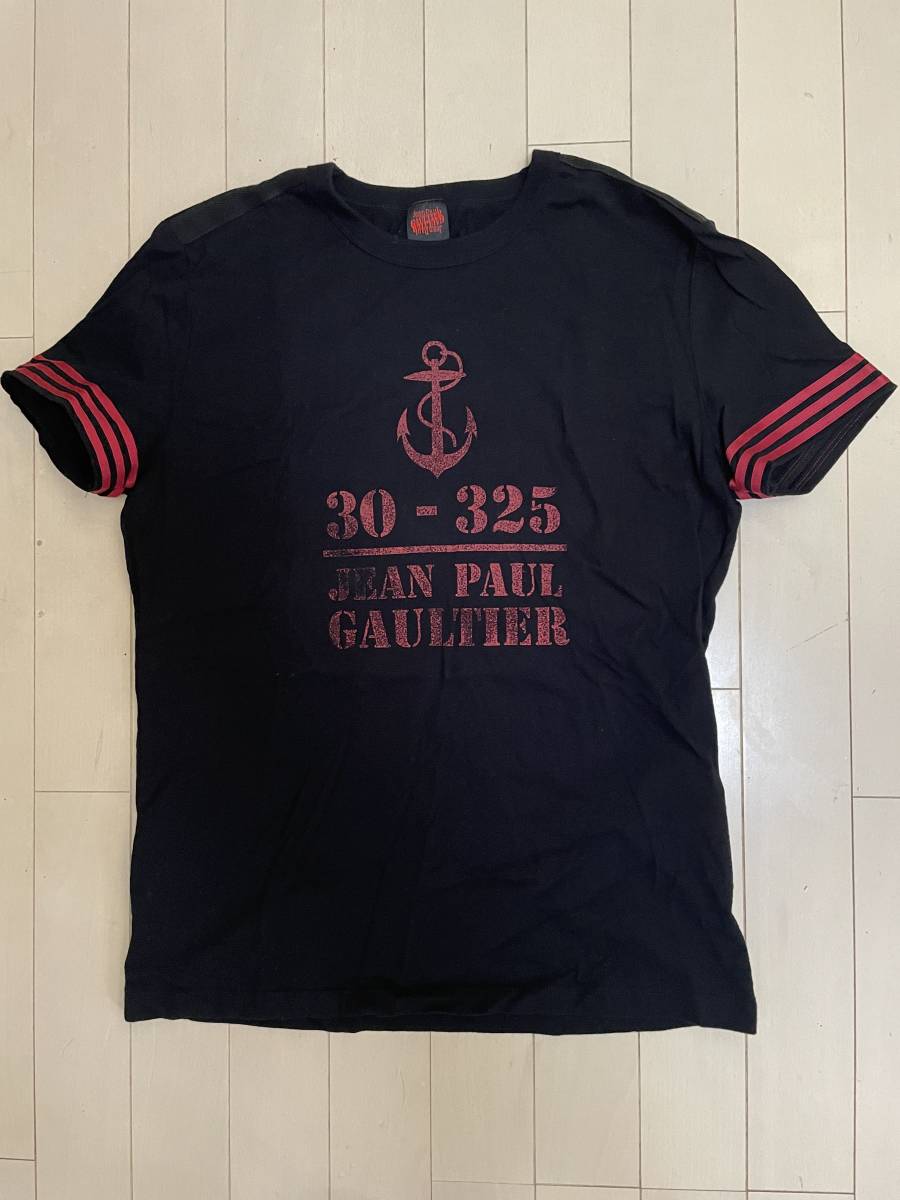 30 - 325
JEAN PAUL
GAULTIER